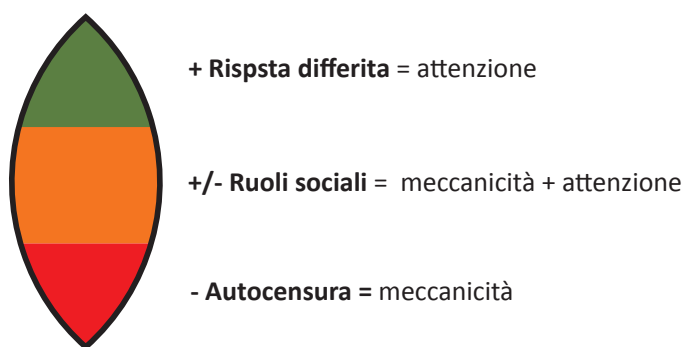 + Rispsta differita = attenzione
+/- Ruoli sociali = meccanicità + attenzione
- Autocensura = meccanicità